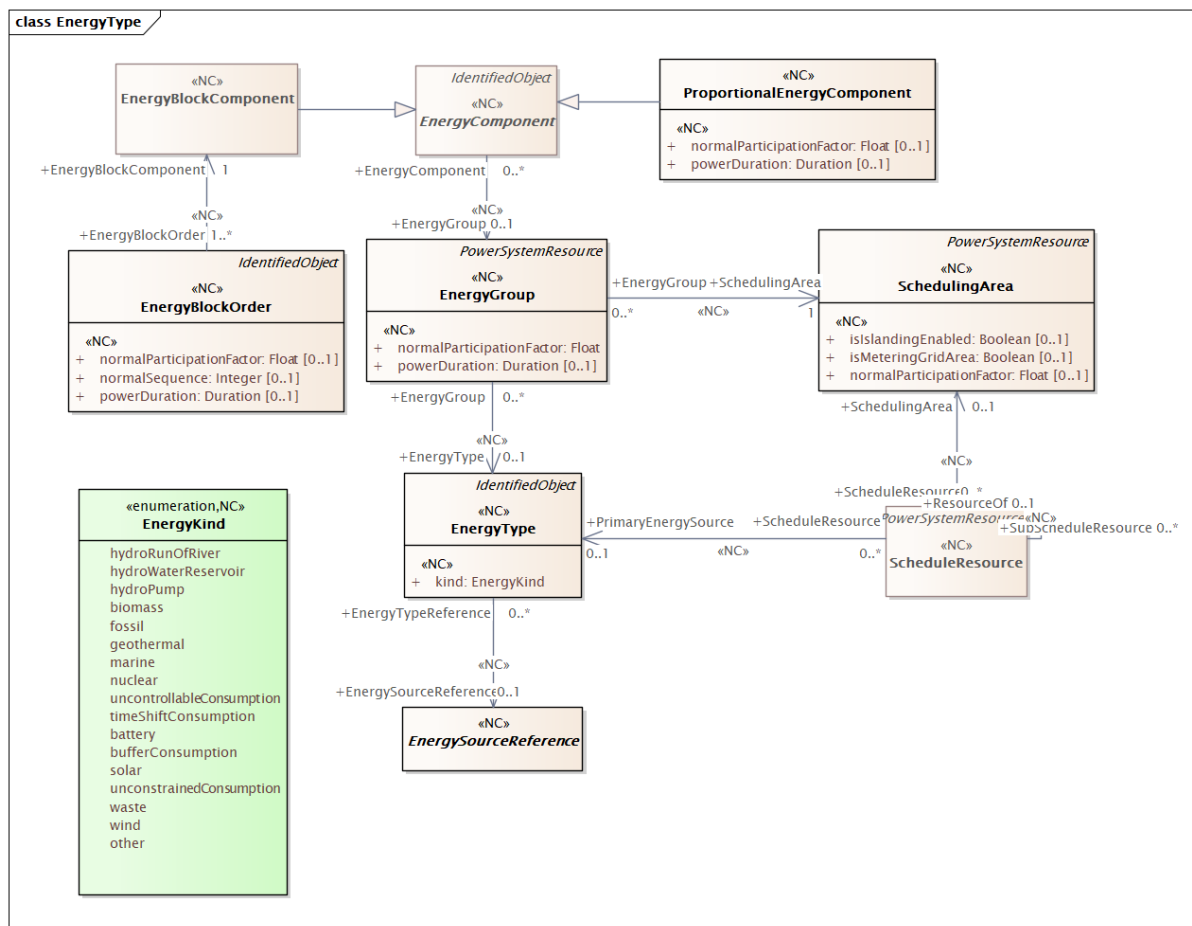 class EnergyType
«NC»
EnergyBlockComponent
IdentifiedObject
«NC»
EnergyComponent
«NC»
ProportionalEnergyComponent
«NC»
+ normalParticipationFactor: Float [0..1]
+ powerDuration: Duration [0..1]
+EnergyBlockComponent 1
«NC»
+EnergyBlockOrder 1..*
+EnergyComponent 0..*
«NC»
+EnergyGroup 0..1
IdentifiedObject
«NC»
EnergyBlockOrder
«NC»
+ normalParticipationFactor: Float [0..1]
+ normalSequence: Integer [0..1]
+ powerDuration: Duration [0..1]
PowerSystemResource
«NC»
EnergyGroup
«NC»
+ normalParticipationFactor: Float
+ powerDuration: Duration [0..1]
+EnergyGroup +SchedulingArea
0..* «NC» 1
PowerSystemResource
«NC»
SchedulingArea
«NC»
+ isIslandingEnabled: Boolean [0..1]
+ isMeteringGridArea: Boolean [0..1]
+ normalParticipationFactor: Float [0..1]
+EnergyGroup 0..*
«NC»
+EnergyType 0..1
+SchedulingArea 0..1
«NC»
+ScheduleResource 0..*
+ResourceOf 0..1
«NC»
+SubScheduleResource 0..*
«enumeration,NC»
EnergyKind
hydroRunOfRiver
hydroWaterReservoir
hydroPump
biomass
fossil
geothermal
marine
nuclear
uncontrollableConsumption
timeShiftConsumption
battery
bufferConsumption
solar
unconstrainedConsumption
waste
wind
other
IdentifiedObject
«NC»
EnergyType
«NC»
+ kind: EnergyKind
+PrimaryEnergySource +ScheduleResource
0..1 «NC» 0..*
PowerSystemResource
«NC»
ScheduleResource
+EnergyTypeReference 0..*
«NC»
+EnergySourceReference 0..1
«NC»
EnergySourceReference